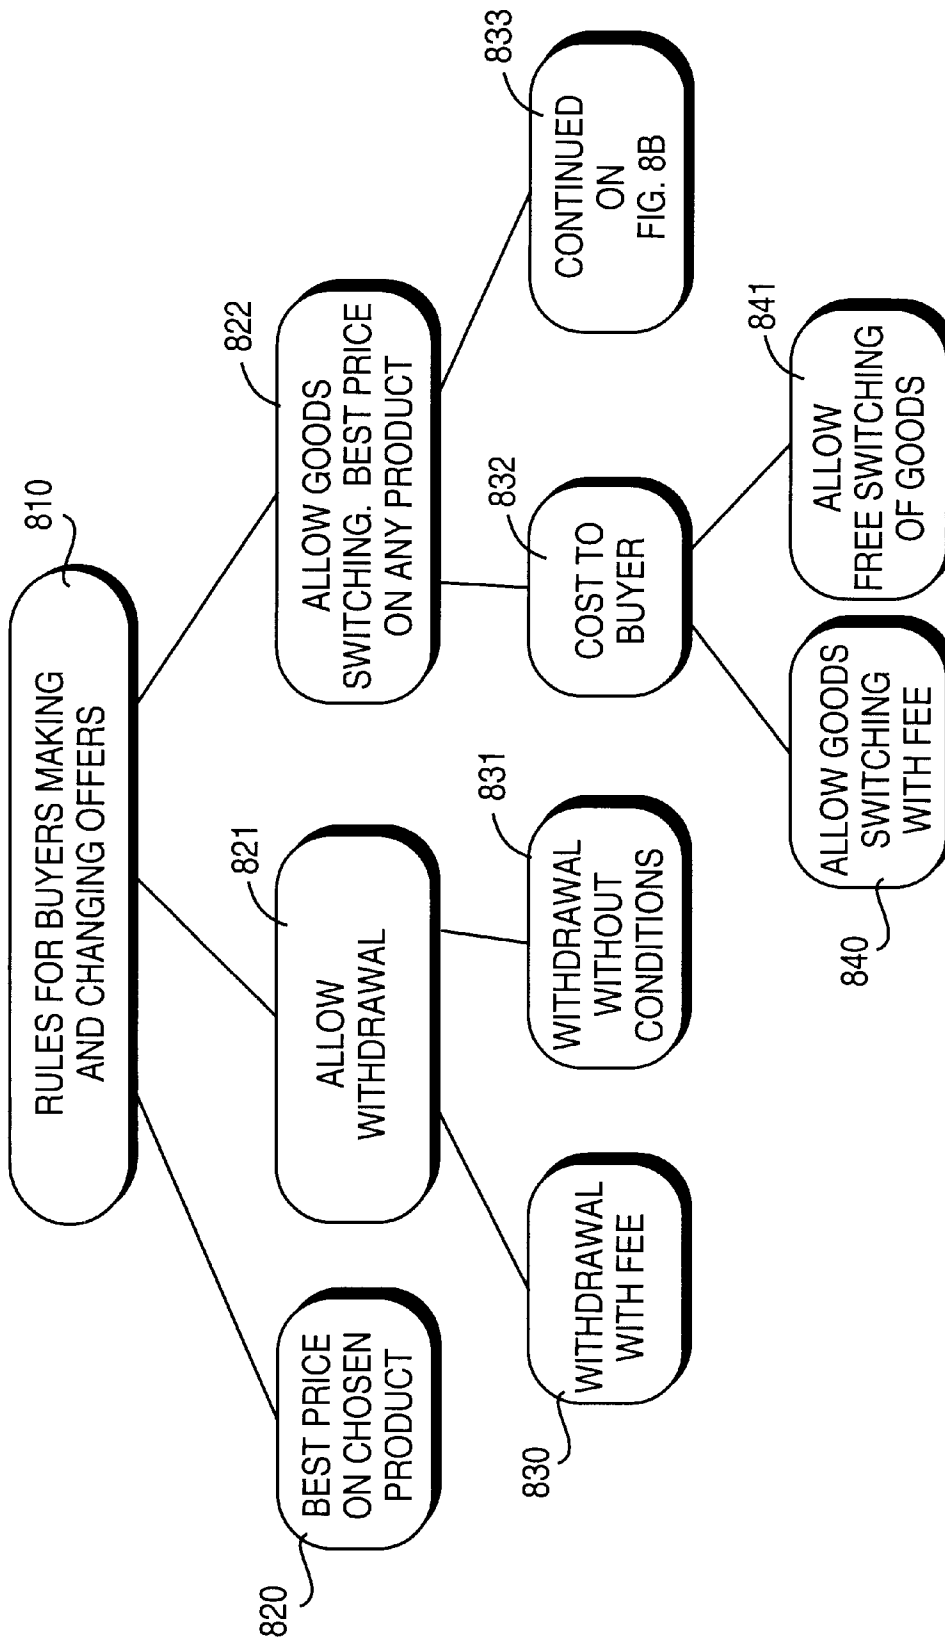 RULES FOR BUYERS MAKING
AND CHANGING OFFERS
810
820
BEST PRICE
ON CHOSEN
PRODUCT
821
ALLOW
WITHDRAWAL
822
ALLOW GOODS
SWITCHING. BEST PRICE
ON ANY PRODUCT
830
WITHDRAWAL
WITH FEE
831
WITHDRAWAL
WITHOUT
CONDITIONS
832
COST TO
BUYER
833
CONTINUED
ON
FIG. 8B
840
ALLOW GOODS
SWITCHING
WITH FEE
841
ALLOW
FREE SWITCHING
OF GOODS